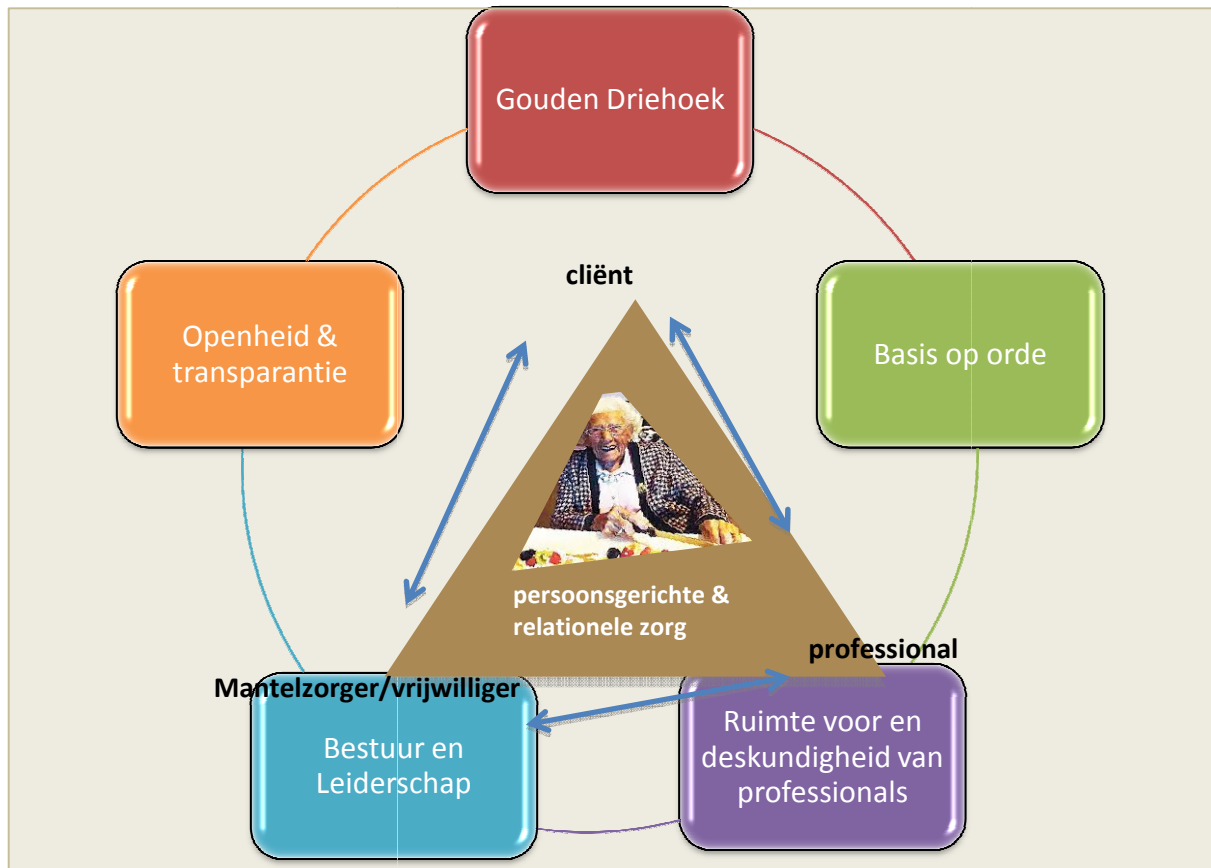 Gouden Driehoek
cliënt
Openheid &
transparantie
Basis op orde
persoonsgerichte &
relationele zorg
professional
Mantelzorger/vrijwilliger
Bestuur en
Leiderschap
Ruimte voor en
deskundigheid van
professionals